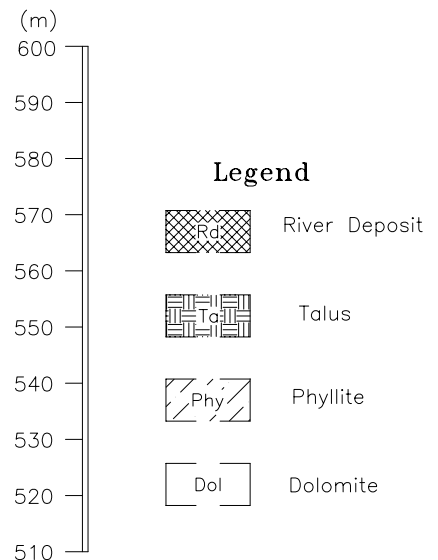 (m)
600
590
580
570
560
550
540
530
520
510
Legend
Rd River Deposit
Ta Talus
Phy Phyllite
Dol Dolomite